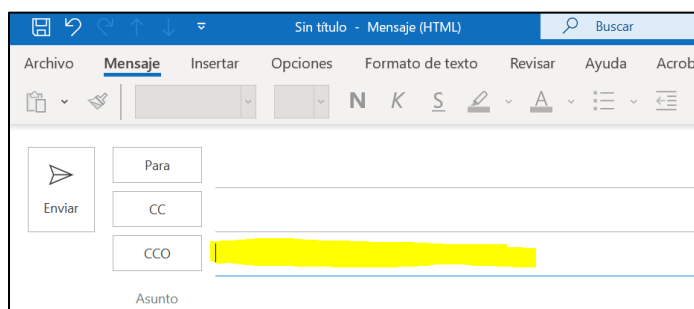 Sin título - Mensaje (HTML) Buscar
Archivo Mensaje Insertar Opciones Formato de texto Revisar Ayuda Acrob
N K S A
Para
Enviar CC
CCO
Asunto